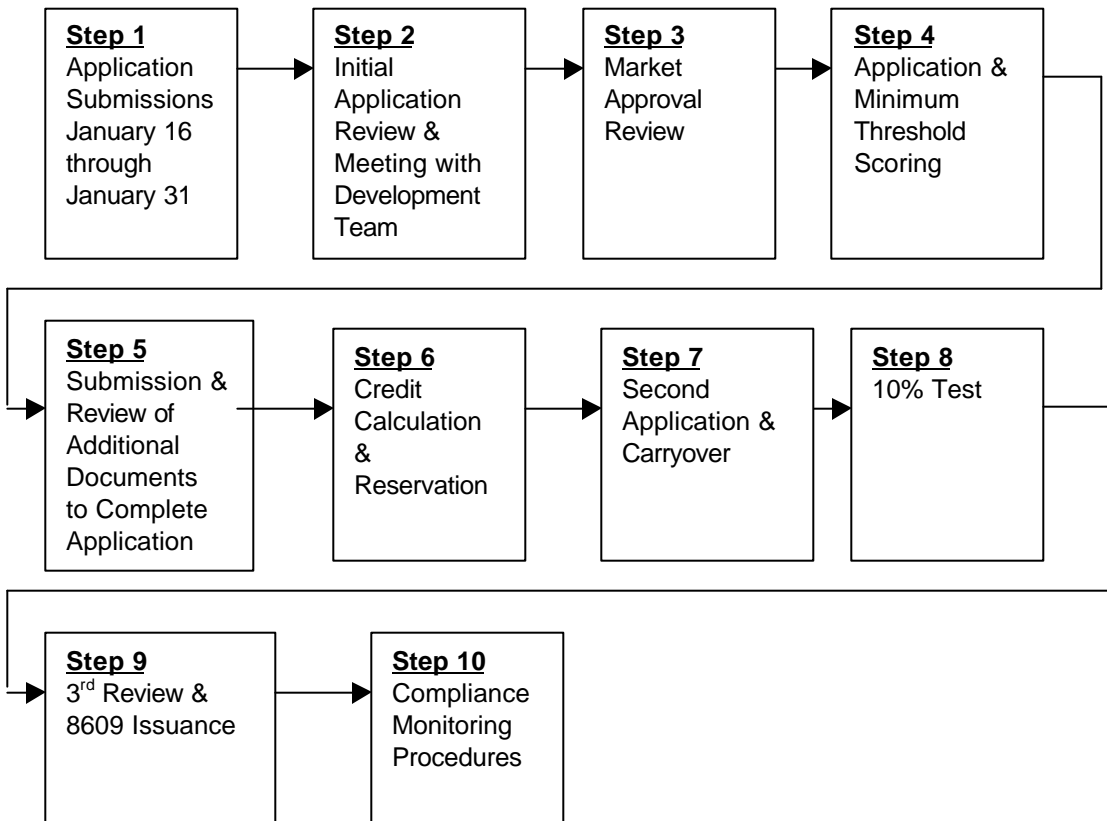 Step 1
Application
Submissions
January 16
through
January 31
Step 2
Initial
Application
Review &
Meeting with
Development
Team
Step 3
Market
Approval
Review
Step 4
Application &
Minimum
Threshold
Scoring
Step 5
Submission &
Review of
Additional
Documents
to Complete
Application
Step 6
Credit
Calculation
&
Reservation
Step 7
Second
Application &
Carryover
Step 8
10% Test
Step 9
3rd Review &
8609 Issuance
Step 10
Compliance
Monitoring
Procedures